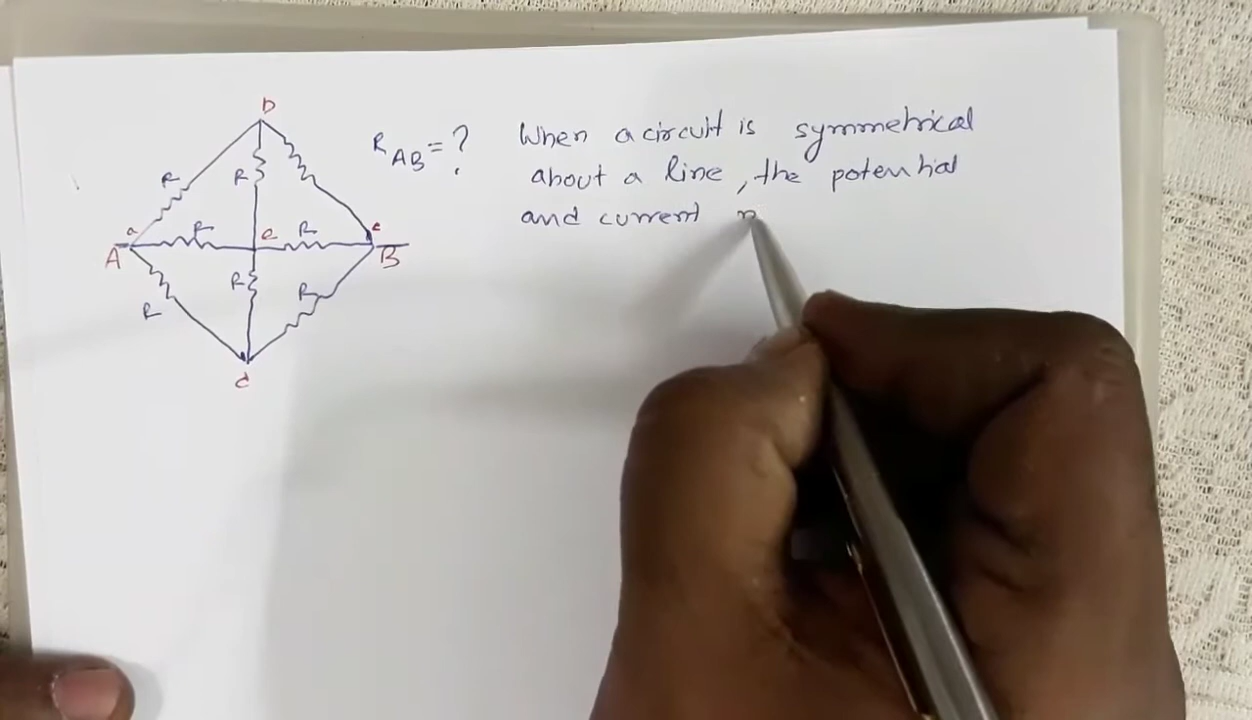 b
R
R
R_AB = ?
a
R
e
R
c
A
B
R
R
R
d
When a circuit is symmetrical
about a line, the potential
and current